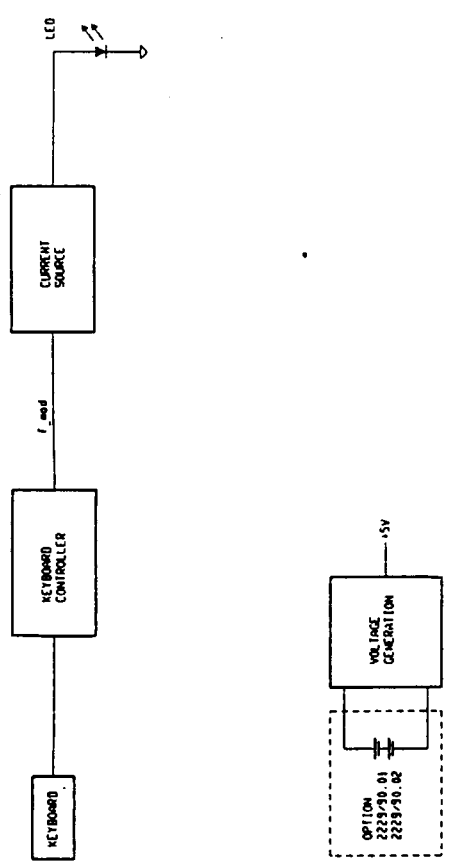 KEYBOARD
KEYBOARD
CONTROLLER
f_mod
CURRENT
SOURCE
LED
OPTION
2229/90.01
2229/90.02
VOLTAGE
GENERATION
+5V